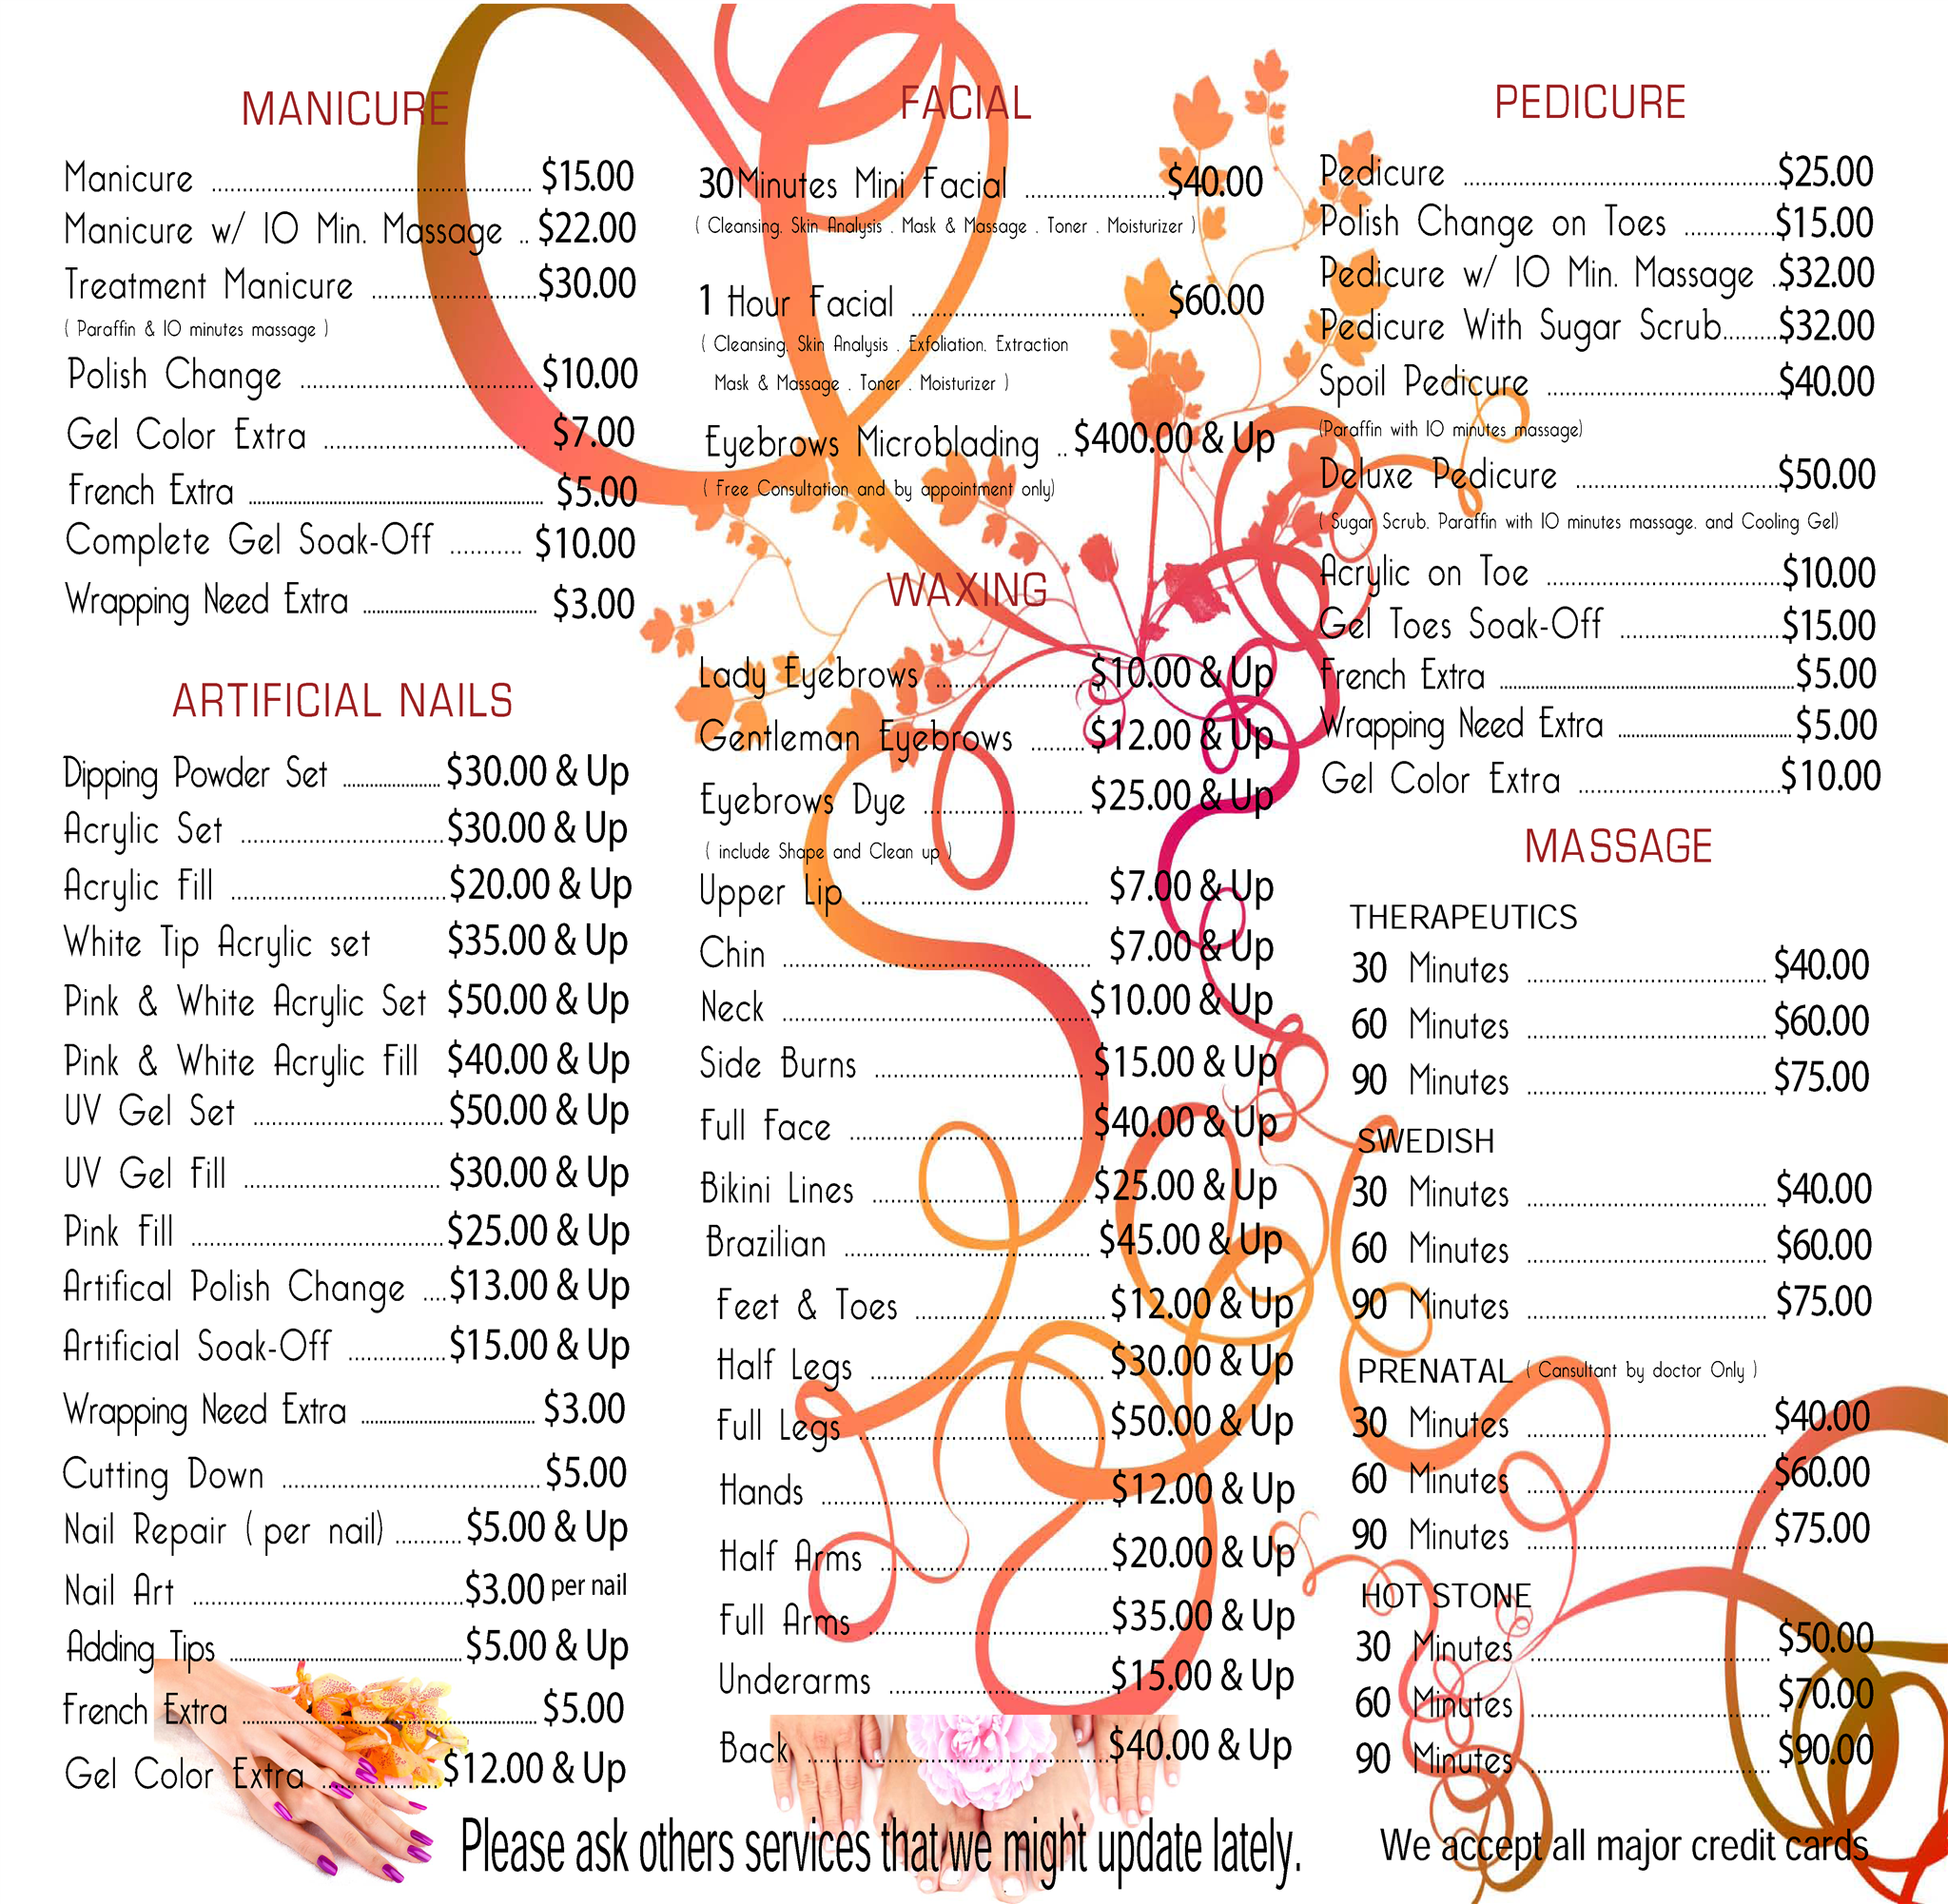 MANICURE
Manicure $15.00
Manicure w/ 10 Min. Massage .. $22.00
Treatment Manicure $30.00
( Paraffin & 10 minutes massage )
Polish Change $10.00
Gel Color Extra $7.00
French Extra $5.00
Complete Gel Soak-Off $10.00
Wrapping Need Extra $3.00
ARTIFICIAL NAILS
Dipping Powder Set $30.00 & Up
Acrylic Set $30.00 & Up
Acrylic Fill $20.00 & Up
White Tip Acrylic set $35.00 & Up
Pink & White Acrylic Set $50.00 & Up
Pink & White Acrylic Fill $40.00 & Up
UV Gel Set $50.00 & Up
UV Gel Fill $30.00 & Up
Pink Fill $25.00 & Up
Artifical Polish Change $13.00 & Up
Artificial Soak-Off $15.00 & Up
Wrapping Need Extra $3.00
Cutting Down $5.00
Nail Repair ( per nail) $5.00 & Up
Nail Art $3.00 per nail
Adding Tips $5.00 & Up
French Extra $5.00
Gel Color Extra $12.00 & Up
FACIAL
30Minutes Mini Facial $40.00
( Cleansing. Skin Analysis . Mask & Massage . Toner . Moisturizer )
1 Hour Facial $60.00
( Cleansing. Skin Analysis . Exfoliation. Extraction
Mask & Massage . Toner . Moisturizer )
Eyebrows Microblading .. $400.00 & Up
( Free Consultation and by appointment only)
WAXING
Lady Eyebrows $10.00 & Up
Gentleman Eyebrows $12.00 & Up
Eyebrows Dye $25.00 & Up
( include Shape and Clean up )
Upper Lip $7.00 & Up
Chin $7.00 & Up
Neck $10.00 & Up
Side Burns $15.00 & Up
Full Face $40.00 & Up
Bikini Lines $25.00 & Up
Brazilian $45.00 & Up
Feet & Toes $12.00 & Up
Half Legs $30.00 & Up
Full Legs $50.00 & Up
Hands $12.00 & Up
Half Arms $20.00 & Up
Full Arms $35.00 & Up
Underarms $15.00 & Up
Back $40.00 & Up
PEDICURE
Pedicure $25.00
Polish Change on Toes $15.00
Pedicure w/ 10 Min. Massage $32.00
Pedicure With Sugar Scrub $32.00
Spoil Pedicure $40.00
(Paraffin with 10 minutes massage)
Deluxe Pedicure $50.00
( Sugar Scrub. Paraffin with 10 minutes massage. and Cooling Gel)
Acrylic on Toe $10.00
Gel Toes Soak-Off $15.00
French Extra $5.00
Wrapping Need Extra $5.00
Gel Color Extra $10.00
MASSAGE
THERAPEUTICS
30 Minutes $40.00
60 Minutes $60.00
90 Minutes $75.00
SWEDISH
30 Minutes $40.00
60 Minutes $60.00
90 Minutes $75.00
PRENATAL ( Cansultant by doctor Only )
30 Minutes $40.00
60 Minutes $60.00
90 Minutes $75.00
HOT STONE
30 Minutes $50.00
60 Minutes $70.00
90 Minutes $90.00
Please ask others services that we might update lately.
We accept all major credit cards